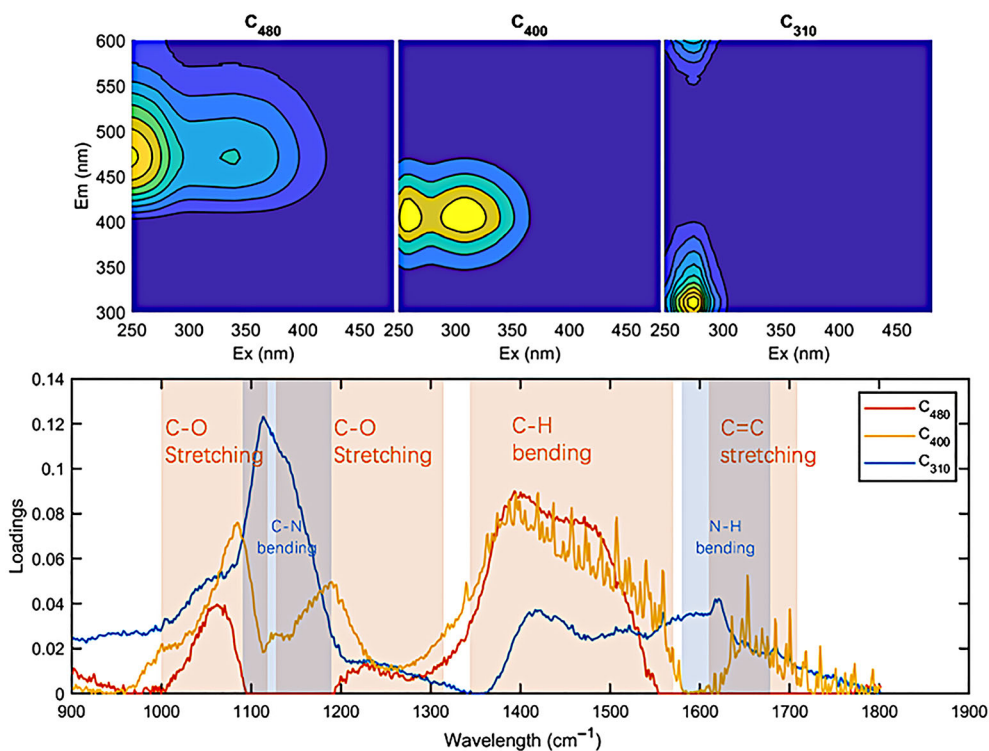 C480
C400
C310
600
550
500
450
400
350
300
Em (nm)
250 300 350 400 450
250 300 350 400 450
250 300 350 400 450
Ex (nm)
Ex (nm)
Ex (nm)
0.14
0.12
0.1
0.08
0.06
0.04
0.02
0
Loadings
C-O
Stretching
C-N
bending
C-O
Stretching
C-H
bending
C=C
stretching
N-H
bending
C480
C400
C310
900 1000 1100 1200 1300 1400 1500 1600 1700 1800 1900
Wavelength (cm⁻¹)